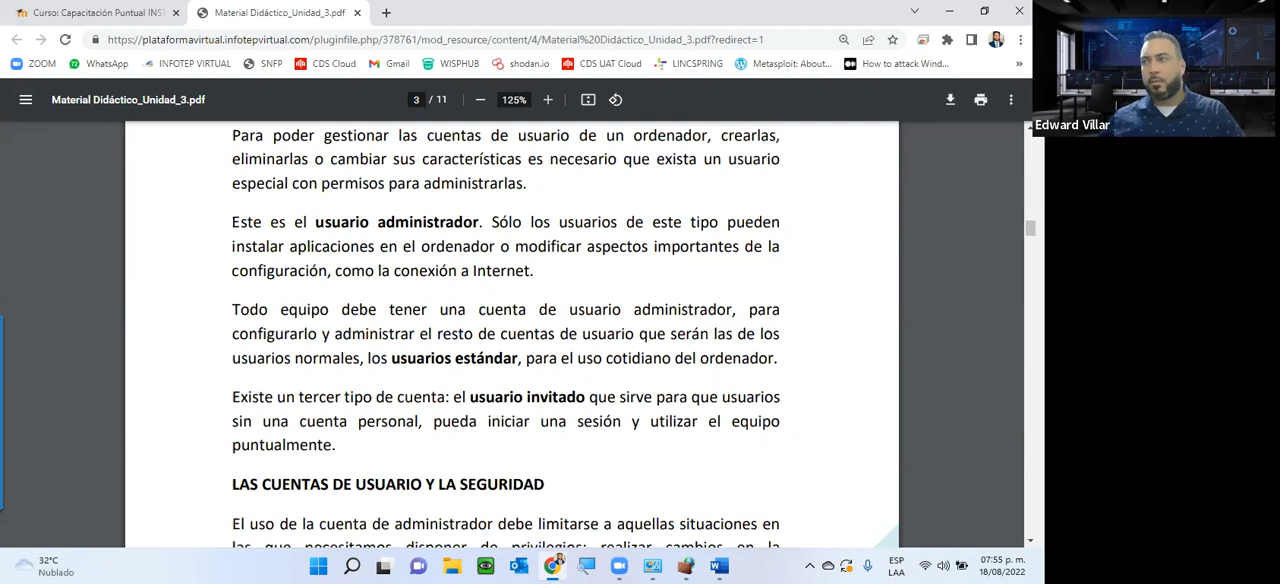 Curso: Capacitación Puntual INST
Material Didáctico_Unidad_3.pdf
https://plataformavirtual.infotepvirtual.com/pluginfile.php/378761/mod_resource/content/4/Material%20Didáctico_Unidad_3.pdf?redirect=1
ZOOM WhatsApp INFOTEP VIRTUAL SNFP CDS Cloud Gmail WISPHUB shodan.io CDS UAT Cloud LINCSPRING Metasploit: About... How to attack Wind... »
Material Didáctico_Unidad_3.pdf 3 / 11 125%
Edward Villar
Para poder gestionar las cuentas de usuario de un ordenador, crearlas,
eliminarlas o cambiar sus características es necesario que exista un usuario
especial con permisos para administrarlas.
Este es el usuario administrador. Sólo los usuarios de este tipo pueden
instalar aplicaciones en el ordenador o modificar aspectos importantes de la
configuración, como la conexión a Internet.
Todo equipo debe tener una cuenta de usuario administrador, para
configurarlo y administrar el resto de cuentas de usuario que serán las de los
usuarios normales, los usuarios estándar, para el uso cotidiano del ordenador.
Existe un tercer tipo de cuenta: el usuario invitado que sirve para que usuarios
sin una cuenta personal, pueda iniciar una sesión y utilizar el equipo
puntualmente.
LAS CUENTAS DE USUARIO Y LA SEGURIDAD
El uso de la cuenta de administrador debe limitarse a aquellas situaciones en
las que necesitamos disponer de privilegios: realizar cambios en la
32°C
Nublado
ESP
LAA
07:55 p. m.
18/08/2022